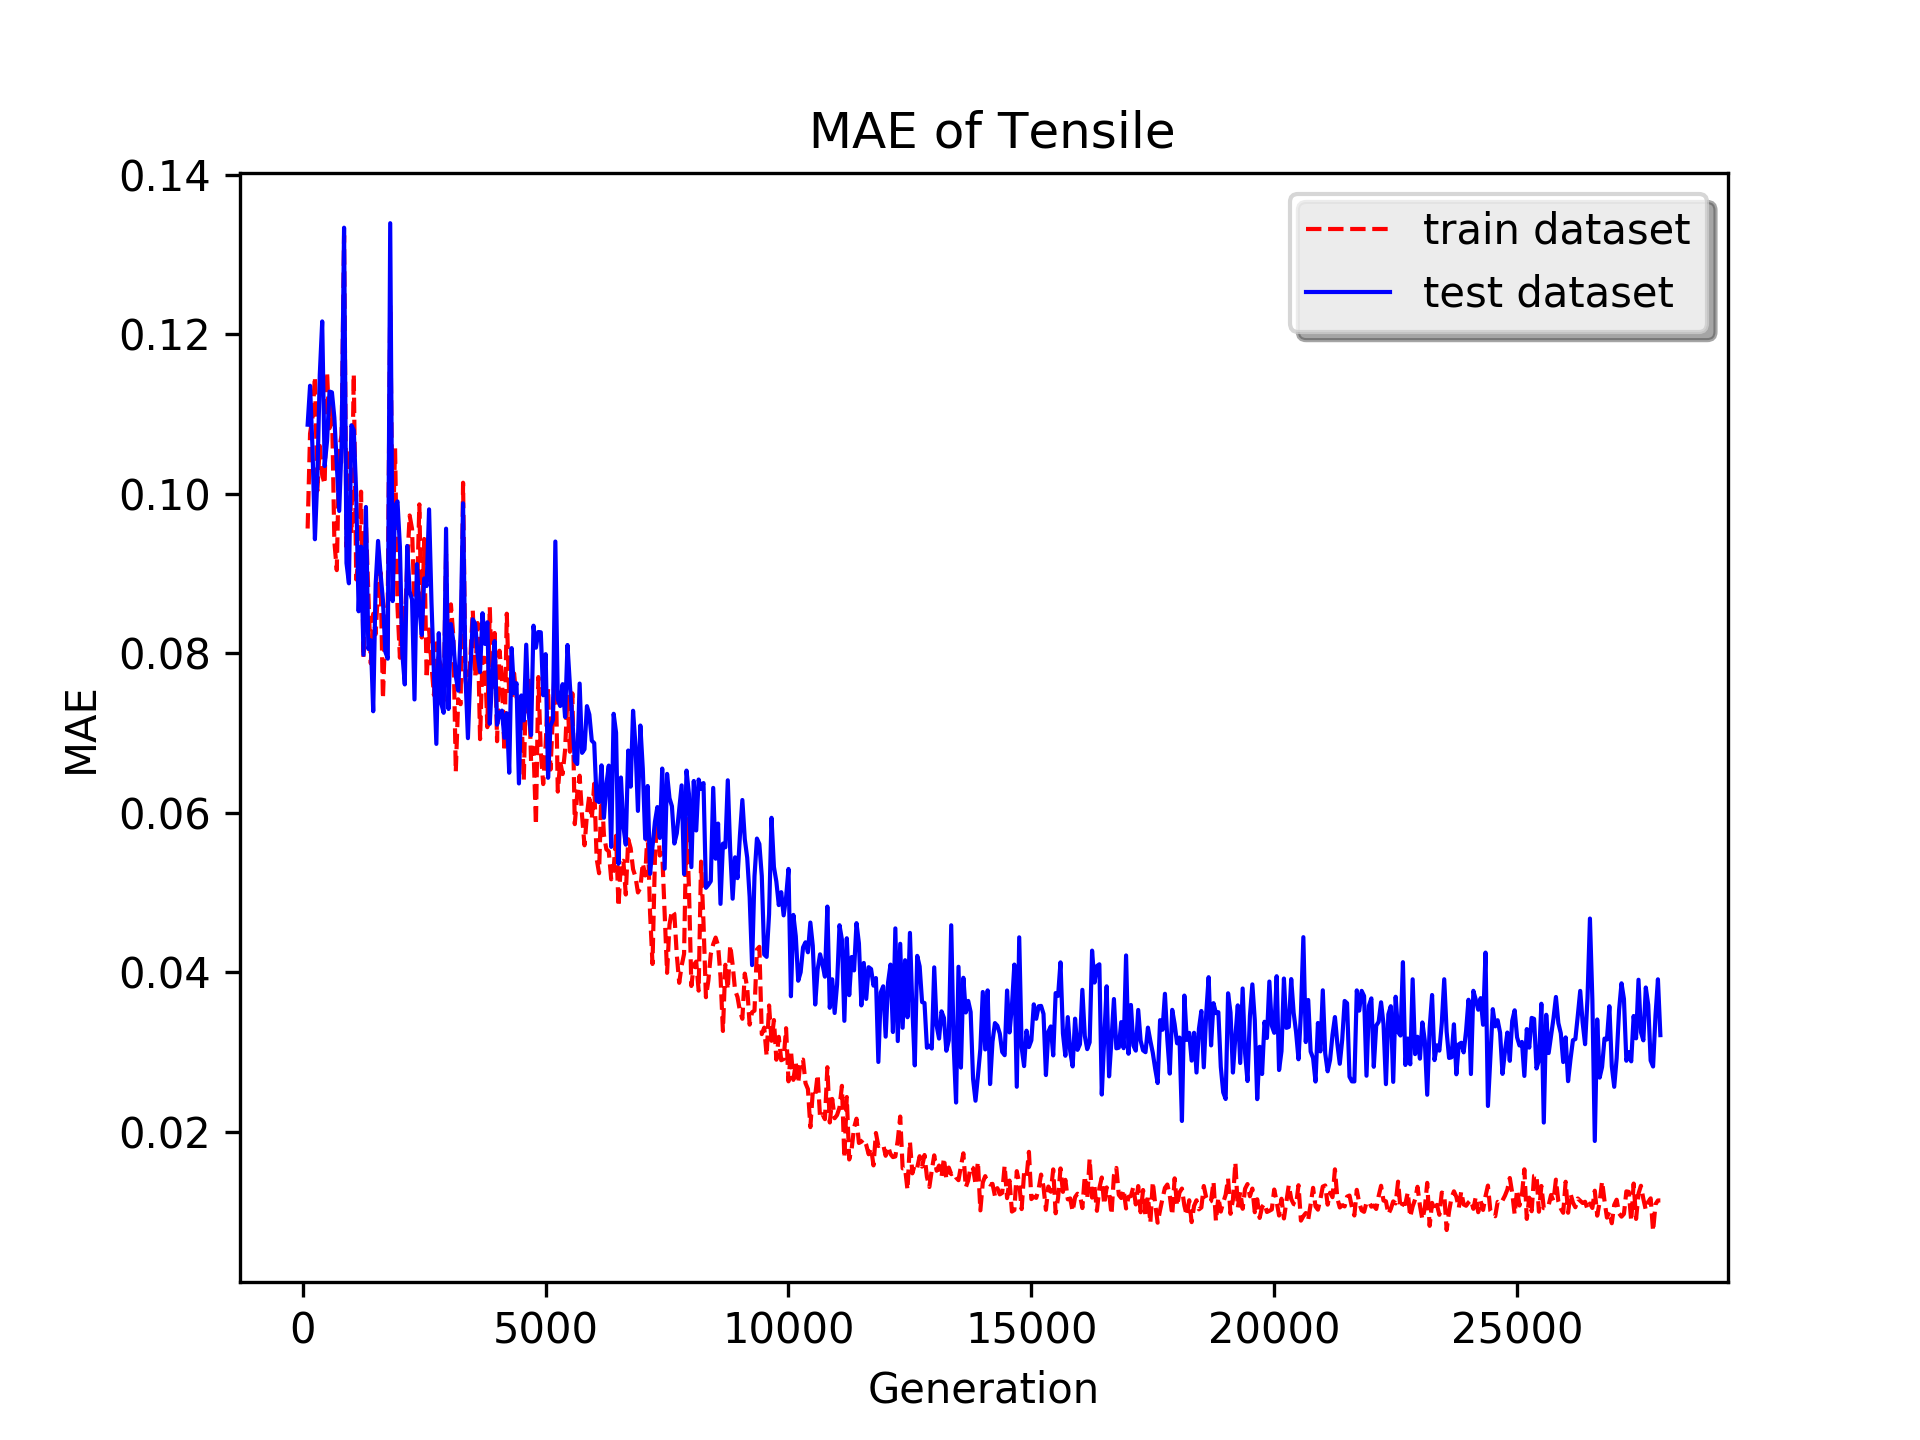 MAE of Tensile
0.14
0.12
0.10
0.08
0.06
0.04
0.02
MAE
train dataset
test dataset
0
5000
10000
15000
20000
25000
Generation